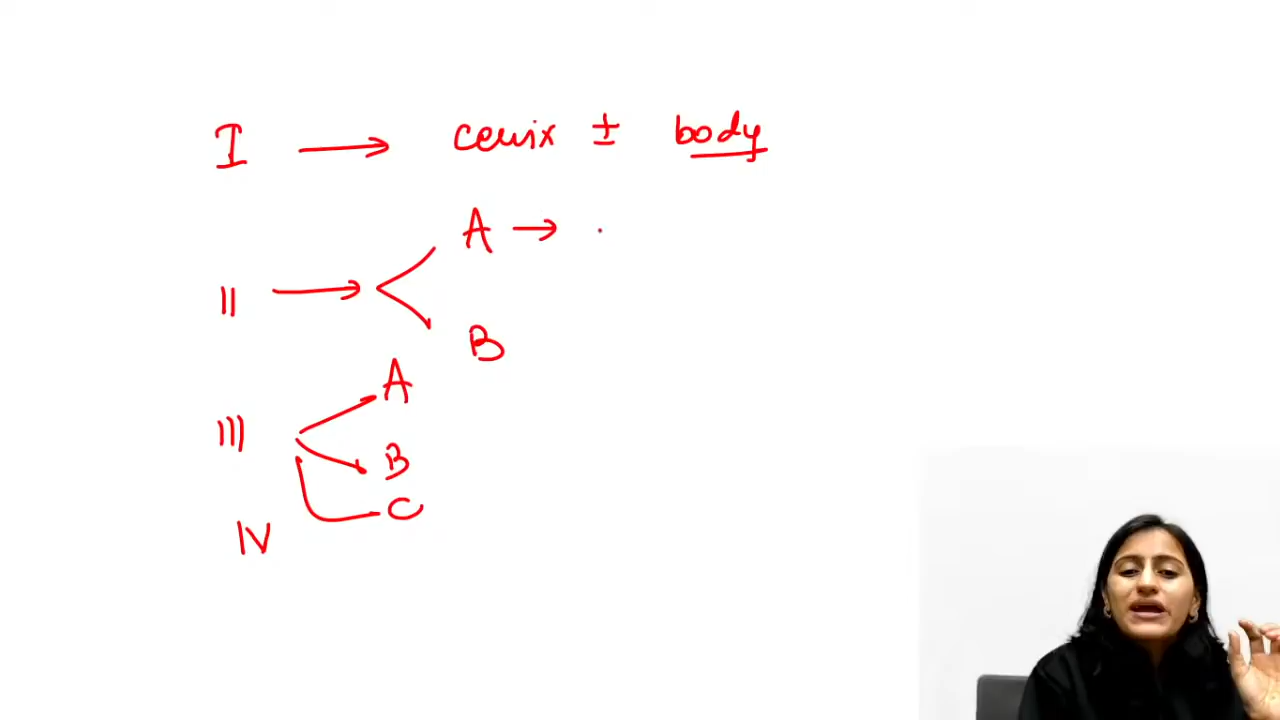 I → cervix ± body
A →
II →
B
A
III
B
C
IV